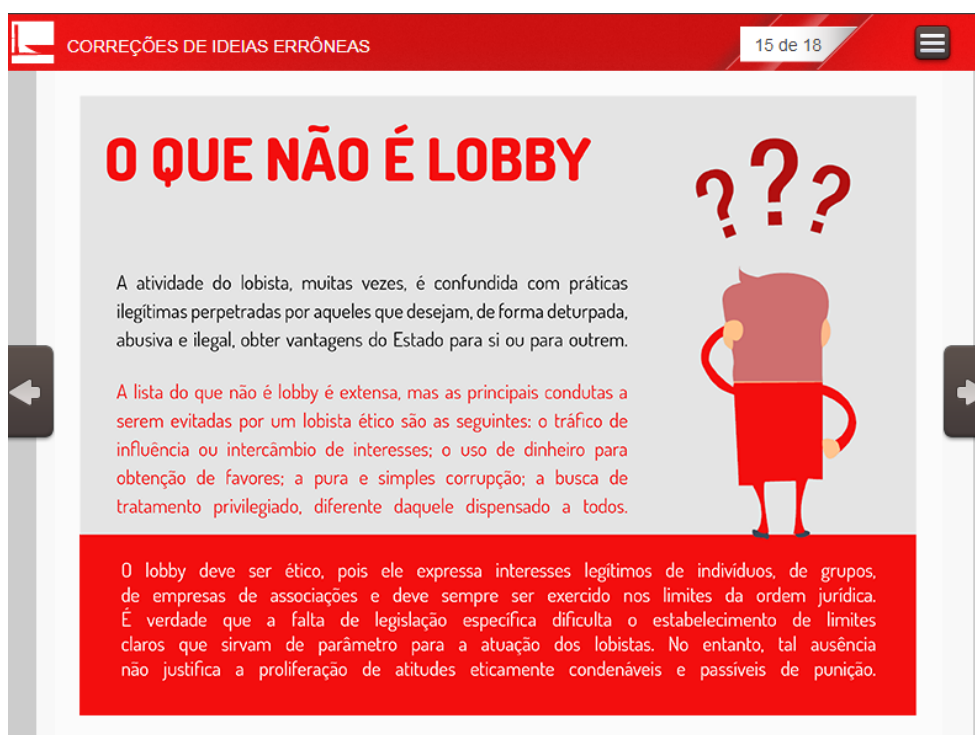 CORREÇÕES DE IDEIAS ERRÔNEAS
15 de 18
O QUE NÃO É LOBBY
???
A atividade do lobista, muitas vezes, é confundida com práticas
ilegítimas perpetradas por aqueles que desejam, de forma deturpada,
abusiva e ilegal, obter vantagens do Estado para si ou para outrem.
A lista do que não é lobby é extensa, mas as principais condutas a
serem evitadas por um lobista ético são as seguintes: o tráfico de
influência ou intercâmbio de interesses; o uso de dinheiro para
obtenção de favores; a pura e simples corrupção; a busca de
tratamento privilegiado, diferente daquele dispensado a todos.
O lobby deve ser ético, pois ele expressa interesses legítimos de indivíduos, de grupos,
de empresas de associações e deve sempre ser exercido nos limites da ordem jurídica.
É verdade que a falta de legislação específica dificulta o estabelecimento de limites
claros que sirvam de parâmetro para a atuação dos lobistas. No entanto, tal ausência
não justifica a proliferação de atitudes eticamente condenáveis e passíveis de punição.